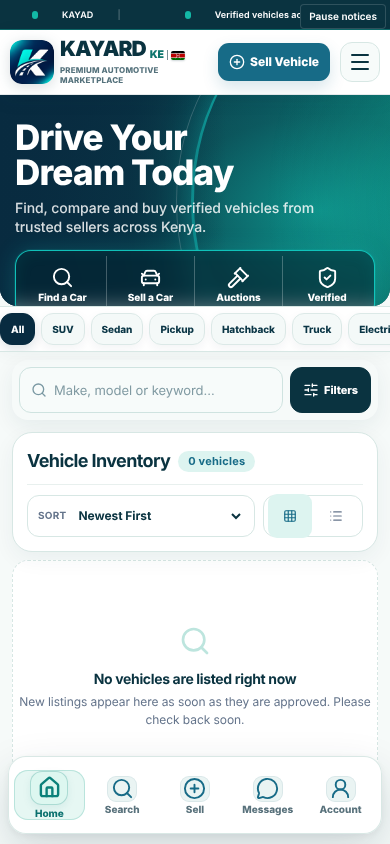 KAYAD | Verified vehicles ac
Pause notices
KAYARD KE |
PREMIUM AUTOMOTIVE
MARKETPLACE
Sell Vehicle
Drive Your
Dream Today
Find, compare and buy verified vehicles from
trusted sellers across Kenya.
Find a Car Sell a Car Auctions Verified
All SUV Sedan Pickup Hatchback Truck Electri
Make, model or keyword...
Filters
Vehicle Inventory 0 vehicles
SORT Newest First
No vehicles are listed right now
New listings appear here as soon as they are approved. Please
check back soon.
Home Search Sell Messages Account